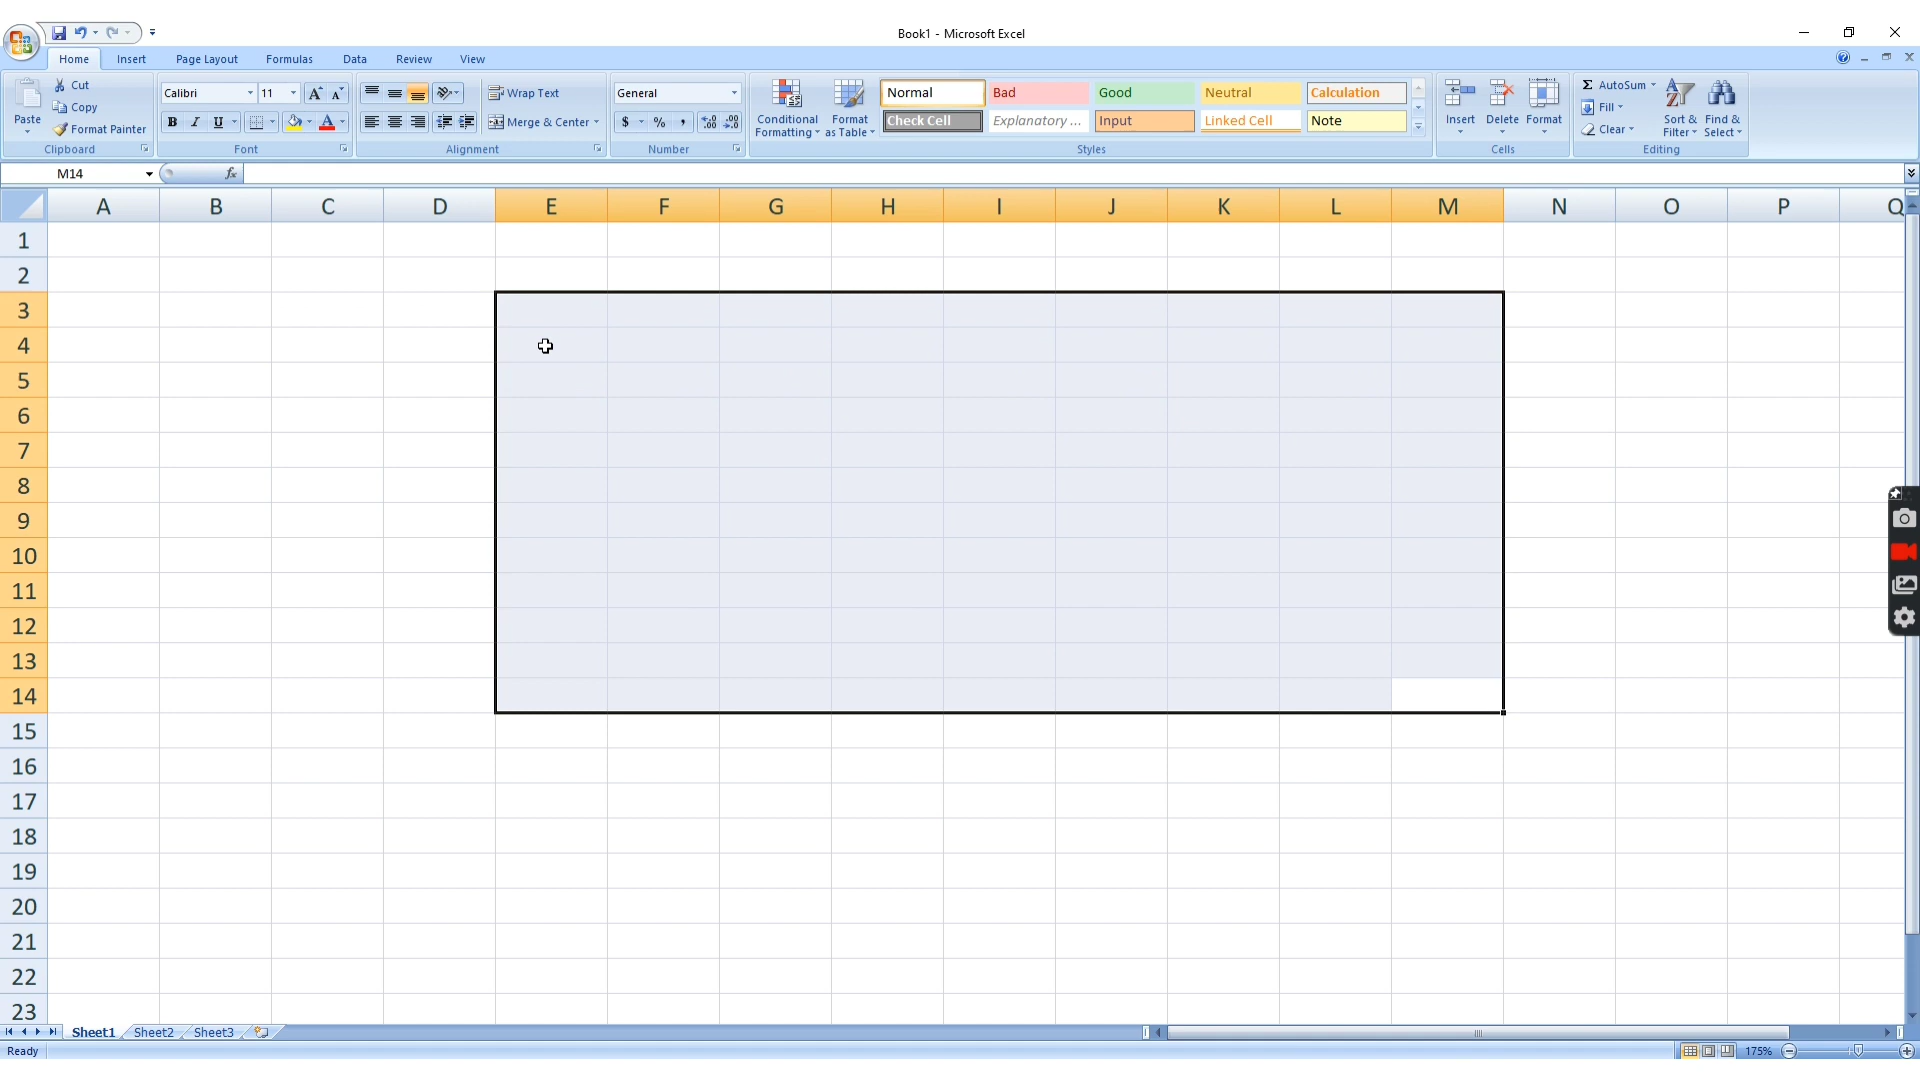 Book1 - Microsoft Excel
Home Insert Page Layout Formulas Data Review View
Paste Cut Copy Format Painter Clipboard
Calibri 11 B I U Font
Wrap Text Merge & Center Alignment
General $ % , Number
Conditional Formatting Format as Table
Normal Bad Good Neutral Calculation
Check Cell Explanatory ... Input Linked Cell Note
Styles
Insert Delete Format Cells
Σ AutoSum Fill Clear Sort & Filter Find & Select Editing
M14 fx
A B C D E F G H I J K L M N O P Q
1
2
3
4
5
6
7
8
9
10
11
12
13
14
15
16
17
18
19
20
21
22
23
Sheet1 Sheet2 Sheet3
Ready 175%